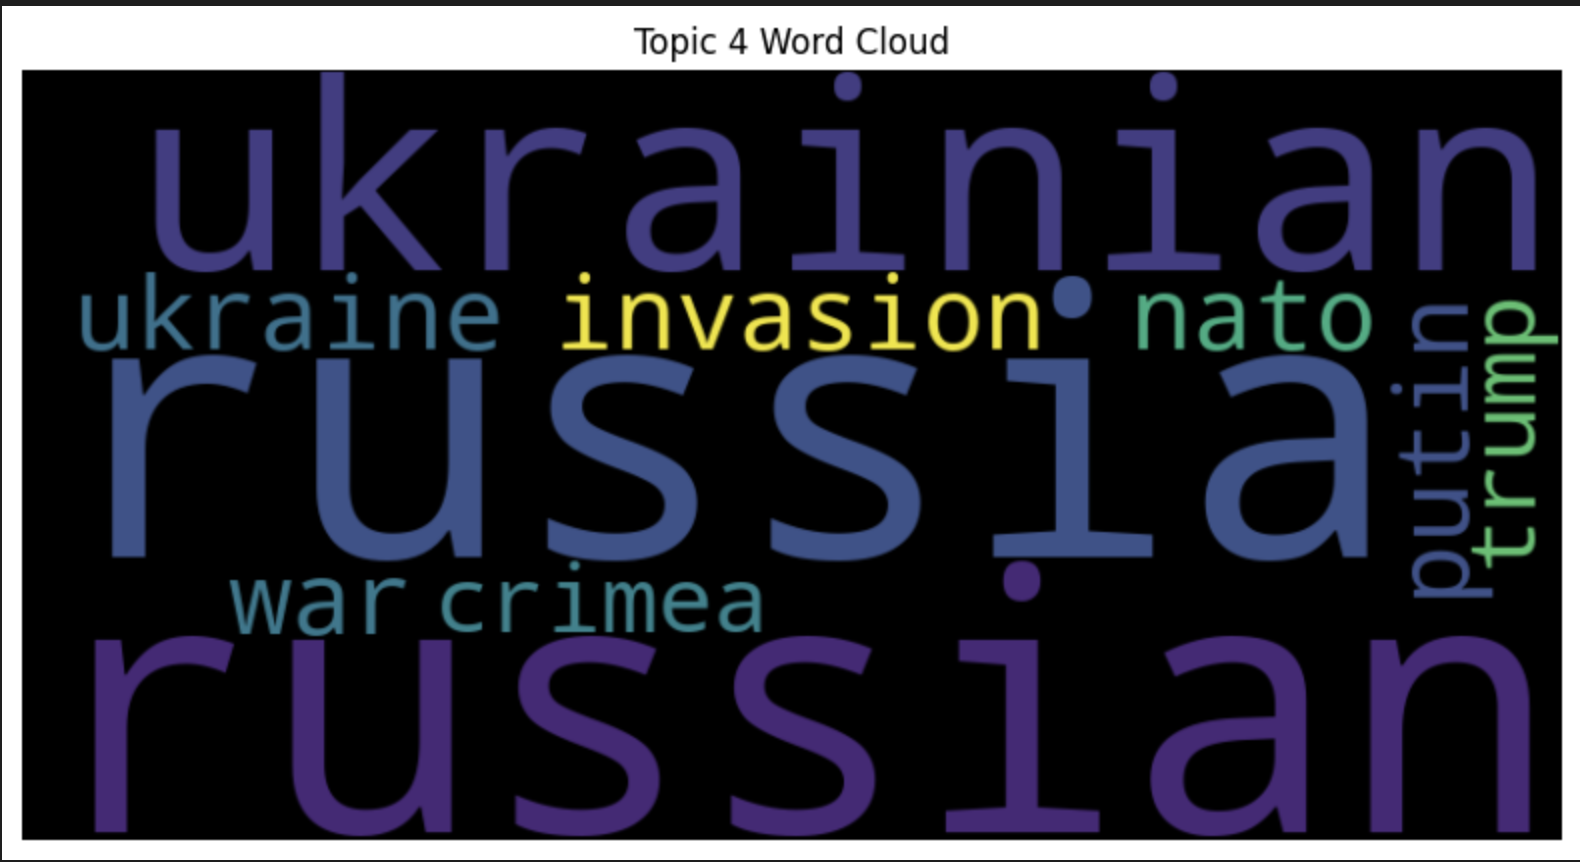 Topic 4 Word Cloud
ukrainian
ukraine invasion nato
russia
putin
trump
war crimea
russian